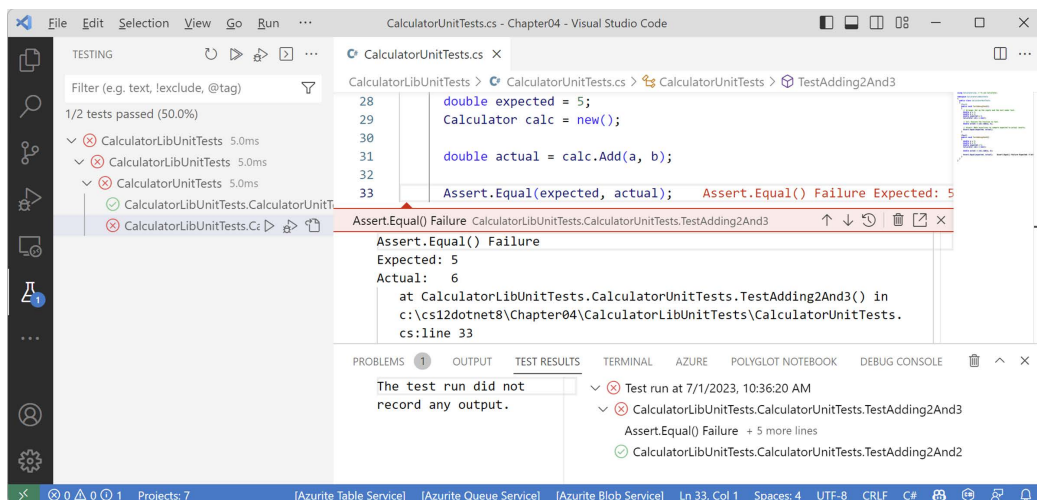 File Edit Selection View Go Run ··· CalculatorUnitTests.cs - Chapter04 - Visual Studio Code
TESTING
CalculatorUnitTests.cs
Filter (e.g. text, !exclude, @tag)
CalculatorLibUnitTests > CalculatorUnitTests.cs > CalculatorUnitTests > TestAdding2And3
1/2 tests passed (50.0%)
CalculatorLibUnitTests 5.0ms
CalculatorLibUnitTests 5.0ms
CalculatorUnitTests 5.0ms
CalculatorLibUnitTests.CalculatorUnitT
CalculatorLibUnitTests.Ca
28 double expected = 5;
29 Calculator calc = new();
30
31 double actual = calc.Add(a, b);
32
33 Assert.Equal(expected, actual); Assert.Equal() Failure Expected: 5
Assert.Equal() Failure CalculatorLibUnitTests.CalculatorUnitTests.TestAdding2And3
Assert.Equal() Failure
Expected: 5
Actual: 6
at CalculatorLibUnitTests.CalculatorUnitTests.TestAdding2And3() in
c:\cs12dotnet8\Chapter04\CalculatorLibUnitTests\CalculatorUnitTests.
cs:line 33
PROBLEMS 1 OUTPUT TEST RESULTS TERMINAL AZURE POLYGLOT NOTEBOOK DEBUG CONSOLE
The test run did not
record any output.
Test run at 7/1/2023, 10:36:20 AM
CalculatorLibUnitTests.CalculatorUnitTests.TestAdding2And3
Assert.Equal() Failure + 5 more lines
CalculatorLibUnitTests.CalculatorUnitTests.TestAdding2And2
1
0 0 1 Projects: 7 [Azurite Table Service] [Azurite Queue Service] [Azurite Blob Service] Ln 33, Col 1 Spaces: 4 UTF-8 CRLF C#